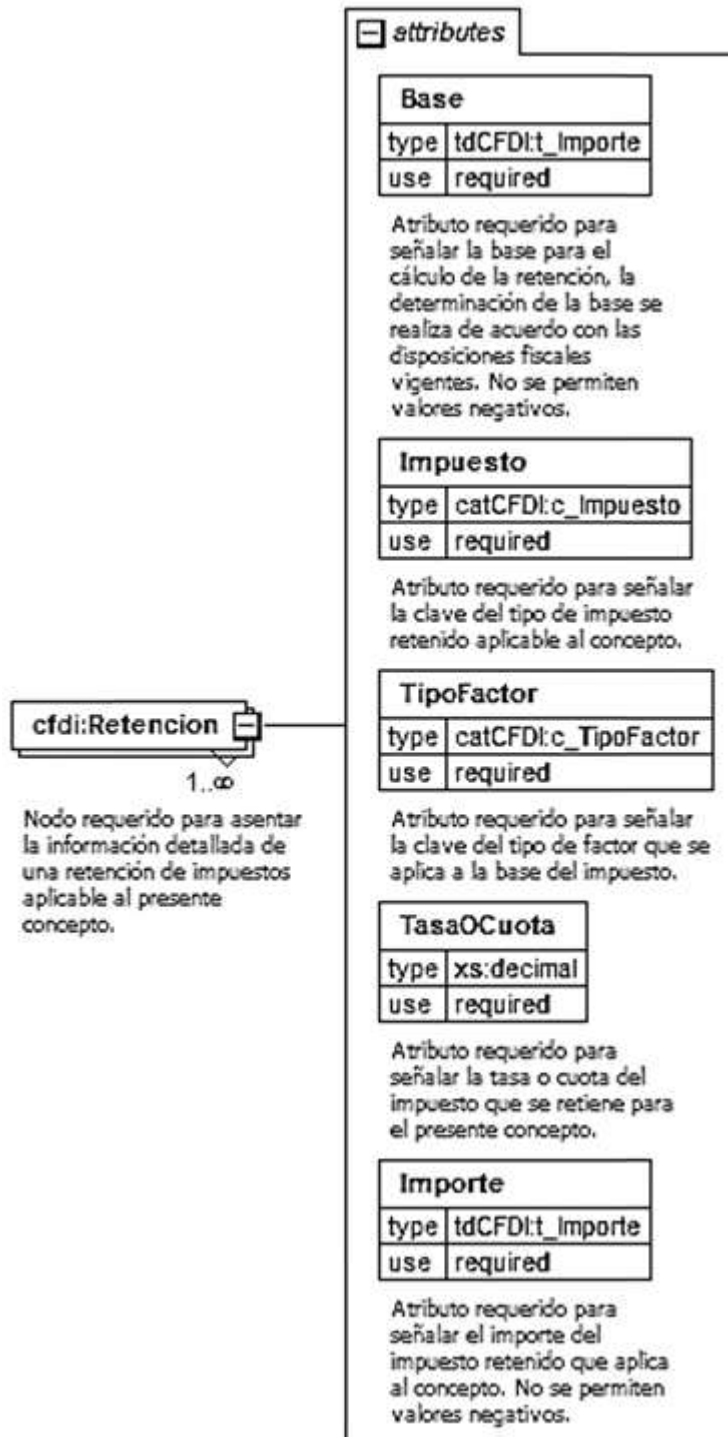 attributes
Base
type tdCFDI:t_Importe
use required
Atributo requerido para
señalar la base para el
cálculo de la retención, la
determinación de la base se
realiza de acuerdo con las
disposiciones fiscales
vigentes. No se permiten
valores negativos.
Impuesto
type catCFDI:c_Impuesto
use required
Atributo requerido para señalar
la clave del tipo de impuesto
retenido aplicable al concepto.
cfdi:Retencion
1..∞
Nodo requerido para asentar
la información detallada de
una retención de impuestos
aplicable al presente
concepto.
TipoFactor
type catCFDI:c_TipoFactor
use required
Atributo requerido para señalar
la clave del tipo de factor que se
aplica a la base del impuesto.
TasaOCuota
type xs:decimal
use required
Atributo requerido para
señalar la tasa o cuota del
impuesto que se retiene para
el presente concepto.
Importe
type tdCFDI:t_Importe
use required
Atributo requerido para
señalar el importe del
impuesto retenido que aplica
al concepto. No se permiten
valores negativos.